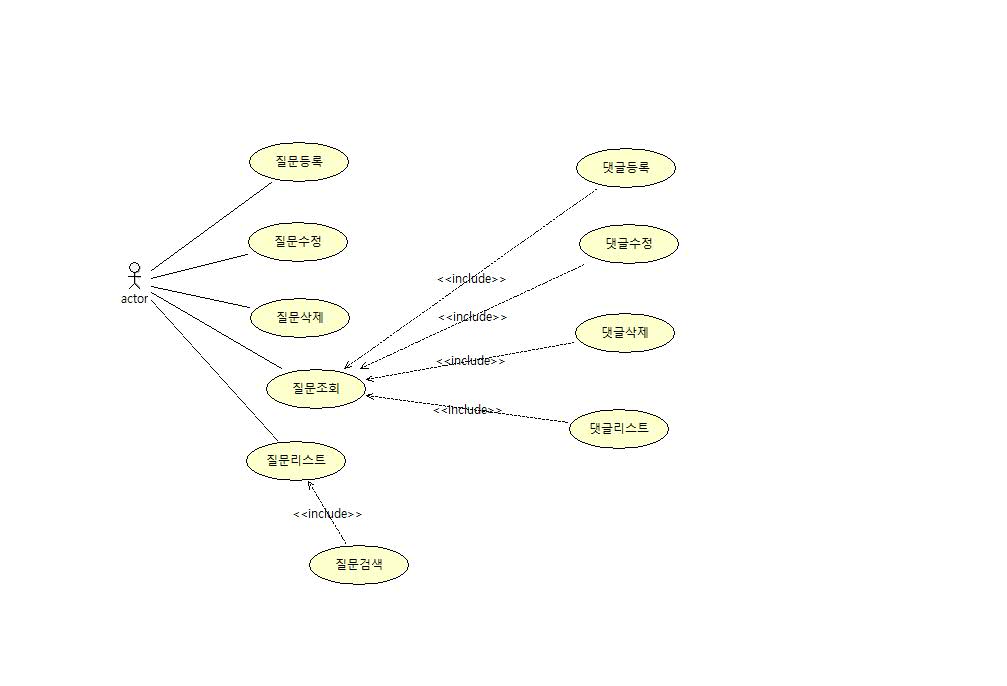 질문등록
댓글등록
질문수정
댓글수정
<<include>>
actor
질문삭제
<<include>>
댓글삭제
<<include>>
질문조회
<<include>>
댓글리스트
질문리스트
<<include>>
질문검색